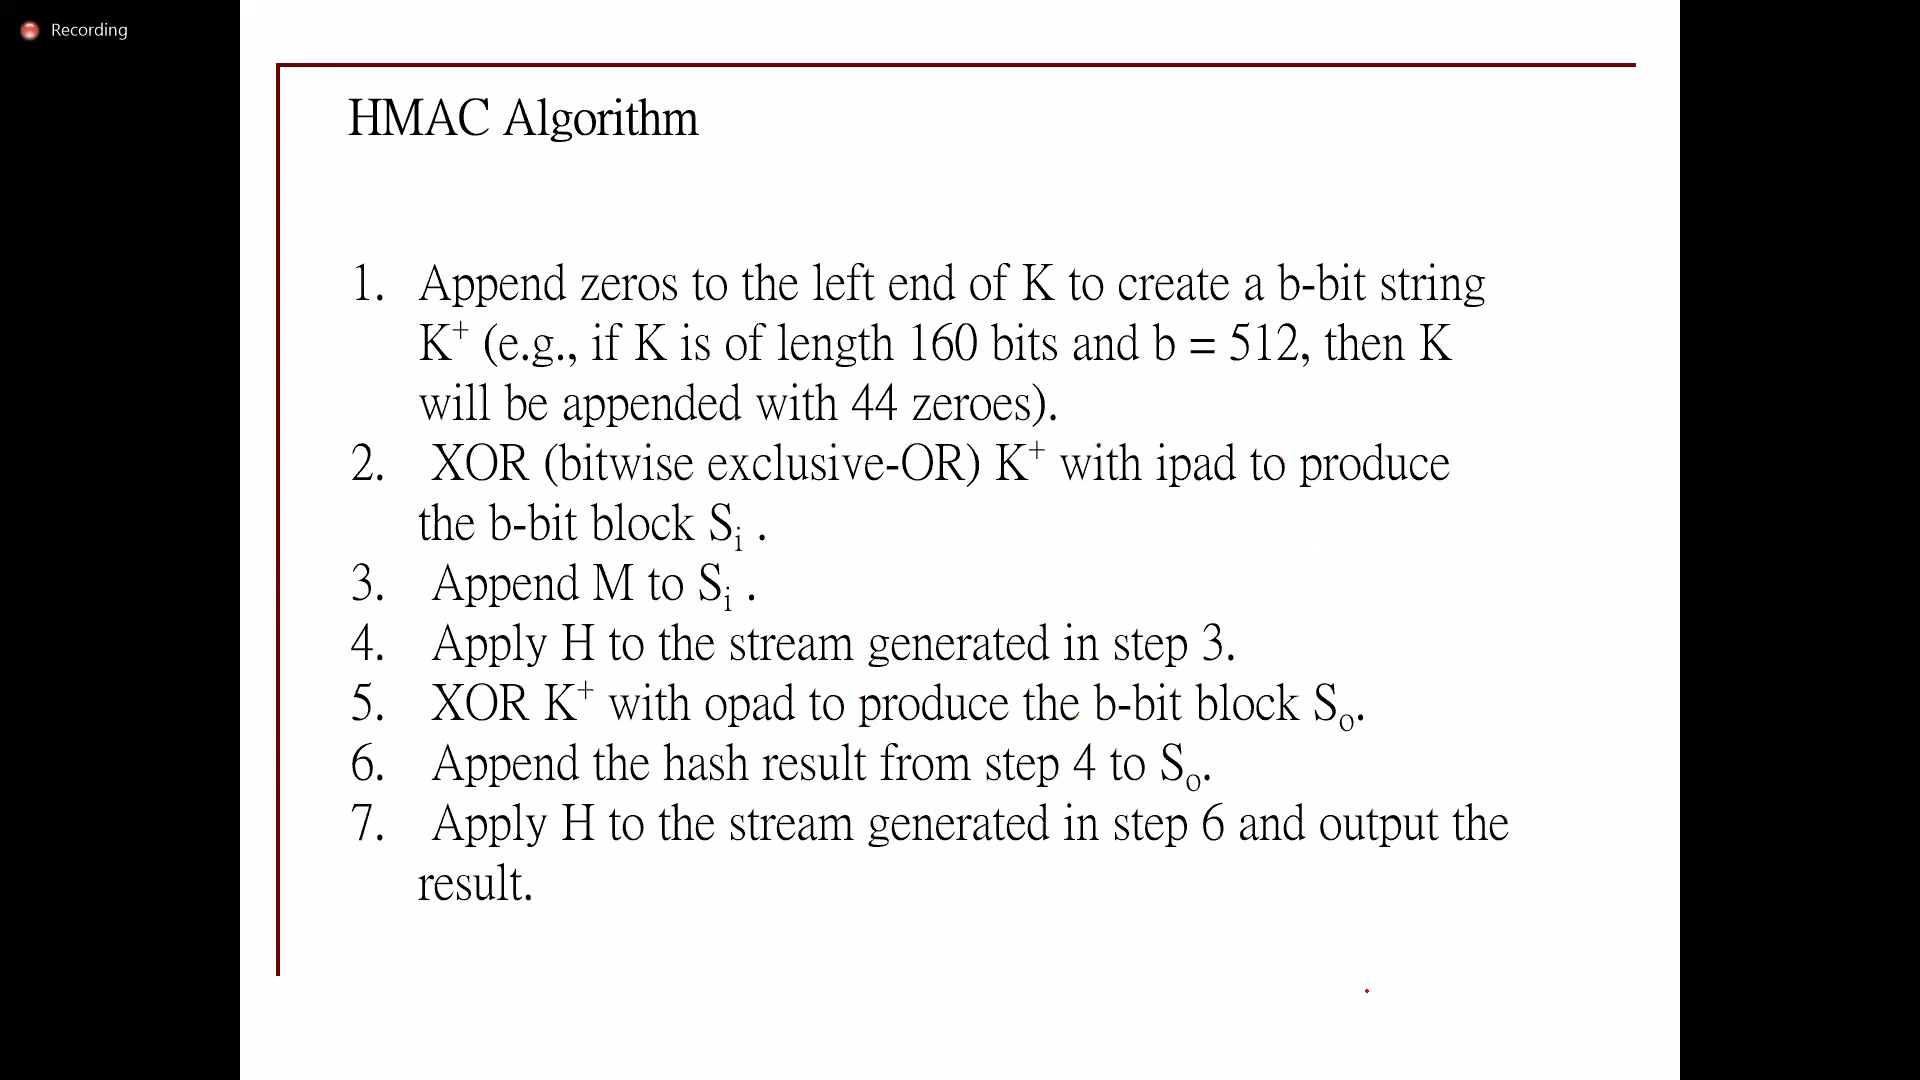 Recording
HMAC Algorithm
1. Append zeros to the left end of K to create a b-bit string
K⁺ (e.g., if K is of length 160 bits and b = 512, then K
will be appended with 44 zeroes).
2. XOR (bitwise exclusive-OR) K⁺ with ipad to produce
the b-bit block Sᵢ .
3. Append M to Sᵢ .
4. Apply H to the stream generated in step 3.
5. XOR K⁺ with opad to produce the b-bit block Sₒ.
6. Append the hash result from step 4 to Sₒ.
7. Apply H to the stream generated in step 6 and output the
result.